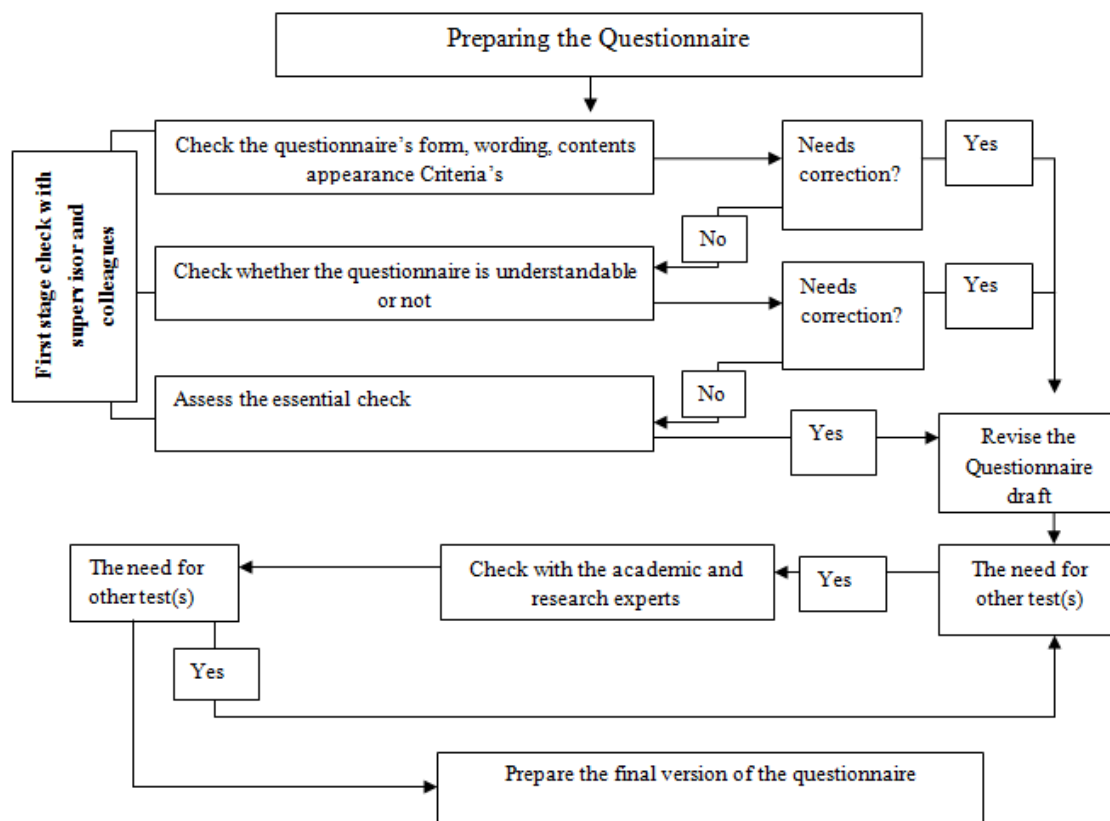 Preparing the Questionnaire
Check the questionnaire's form, wording, contents
appearance Criteria's
Needs
correction?
Yes
No
First stage check with
supervisor and
colleagues
Check whether the questionnaire is understandable
or not
Needs
correction?
Yes
No
Assess the essential check
Yes
Revise the
Questionnaire
draft
The need for
other test(s)
Check with the academic and
research experts
Yes
The need for
other test(s)
Yes
Prepare the final version of the questionnaire